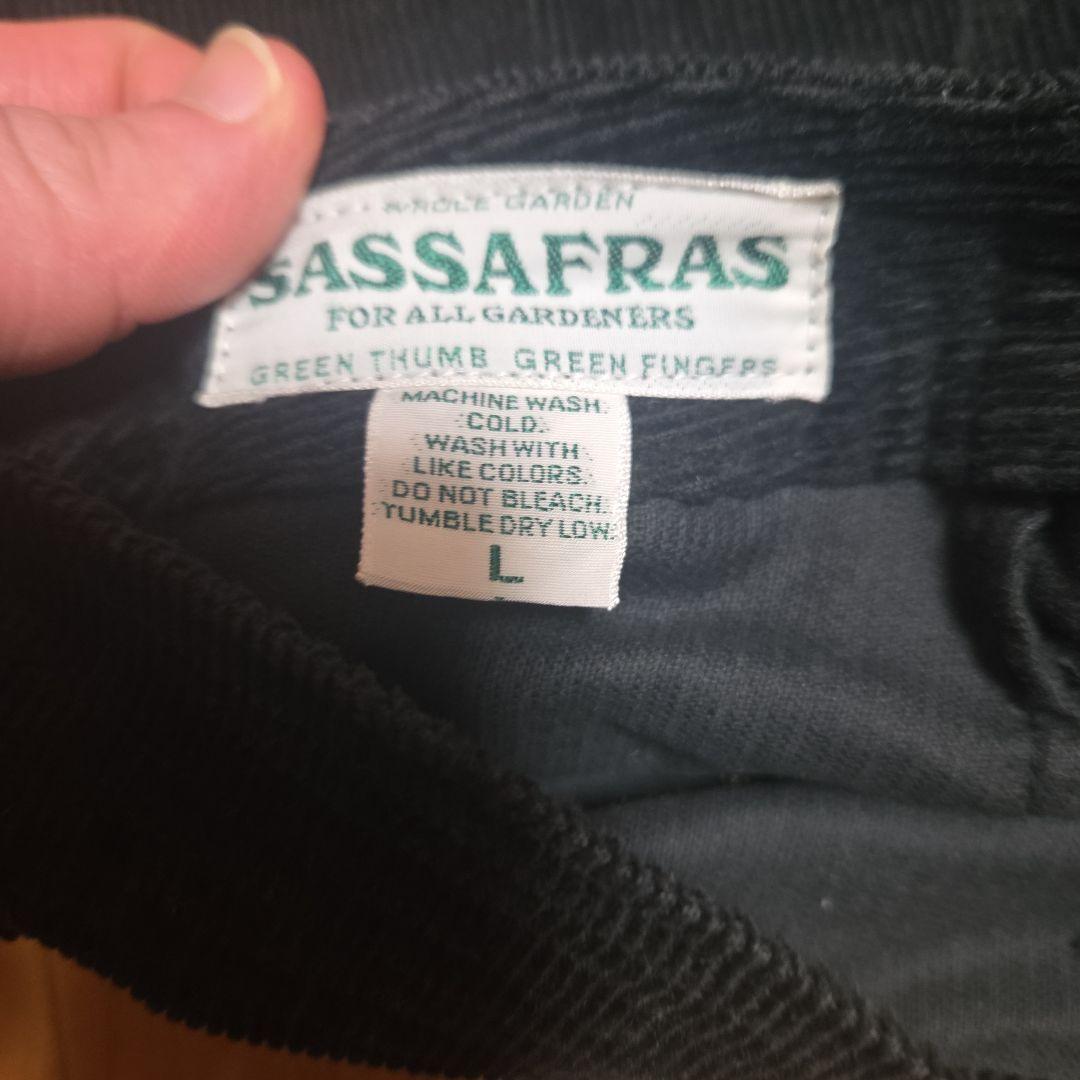 WHOLE GARDEN
SASSAFRAS
FOR ALL GARDENERS
GREEN THUMB GREEN FINGERS
MACHINE WASH
COLD.
WASH WITH
LIKE COLORS.
DO NOT BLEACH.
TUMBLE DRY LOW.
L